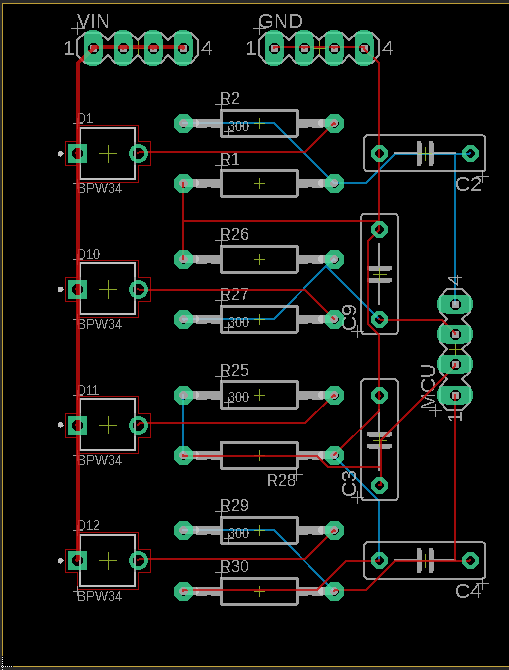 VIN
GND
1
4
1
4
R2
D1
300
R1
C2
BPW34
R26
D10
4
R27
C9
300
BPW34
MCU
R25
D11
300
1
BPW34
R28
C3
R29
D12
300
R30
BPW34
C4